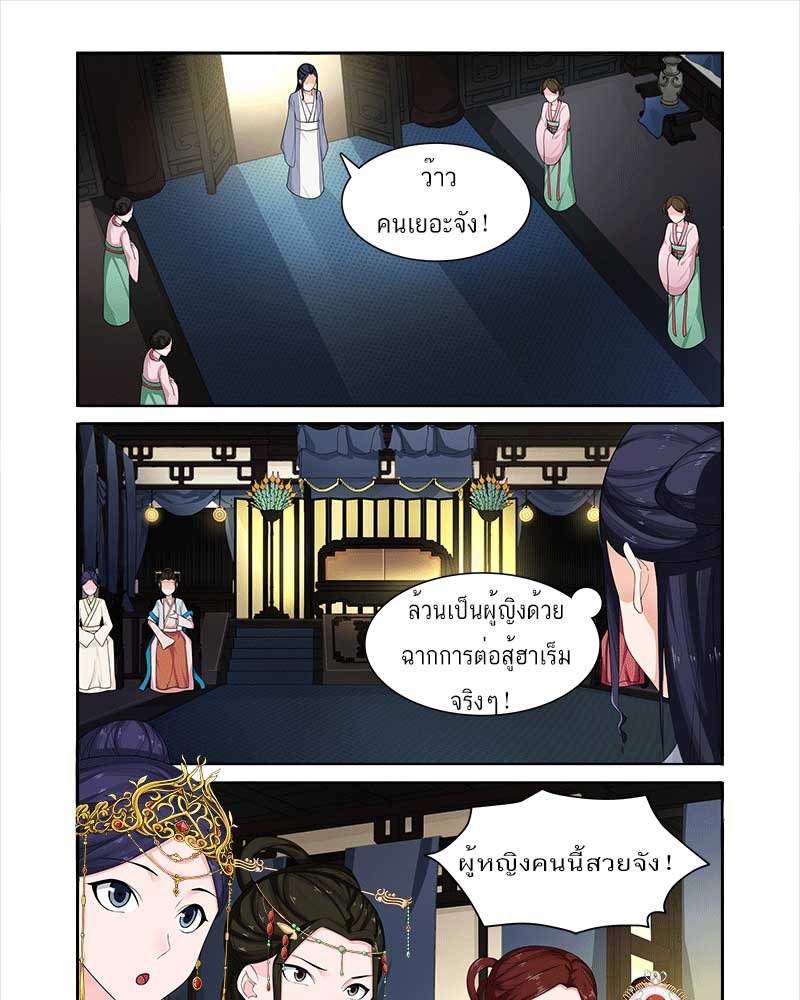 ว๊าว
คนเยอะจัง!
ล้วนเป็นผู้ญิงด้วย
ฉากการต่อสู้ฮาเร็ม
จริงๆ!
ผู้หญิงคนนี้สวยจัง!